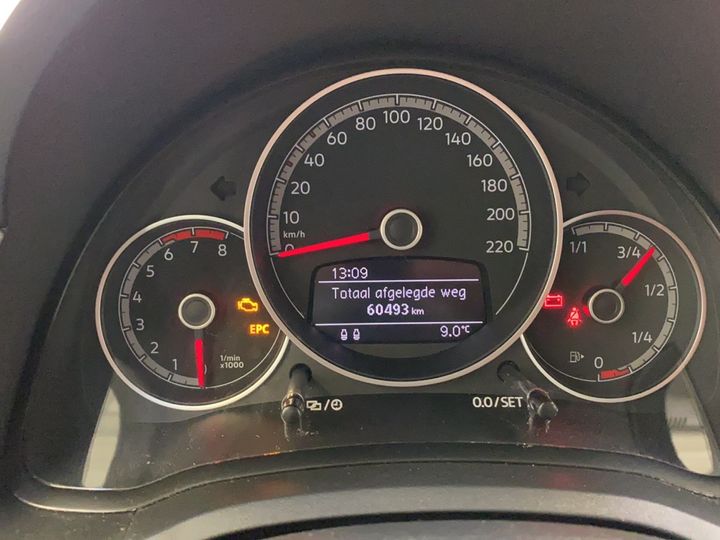 0 10 20 40 60 80 100 120 140 160 180 200 220
km/h
0 1 2 3 4 5 6 7 8
1/min
x1000
EPC
13:09
Totaal afgelegde weg
60493 km
9.0°C
1/1 3/4 1/2 1/4 0
0.0/SET